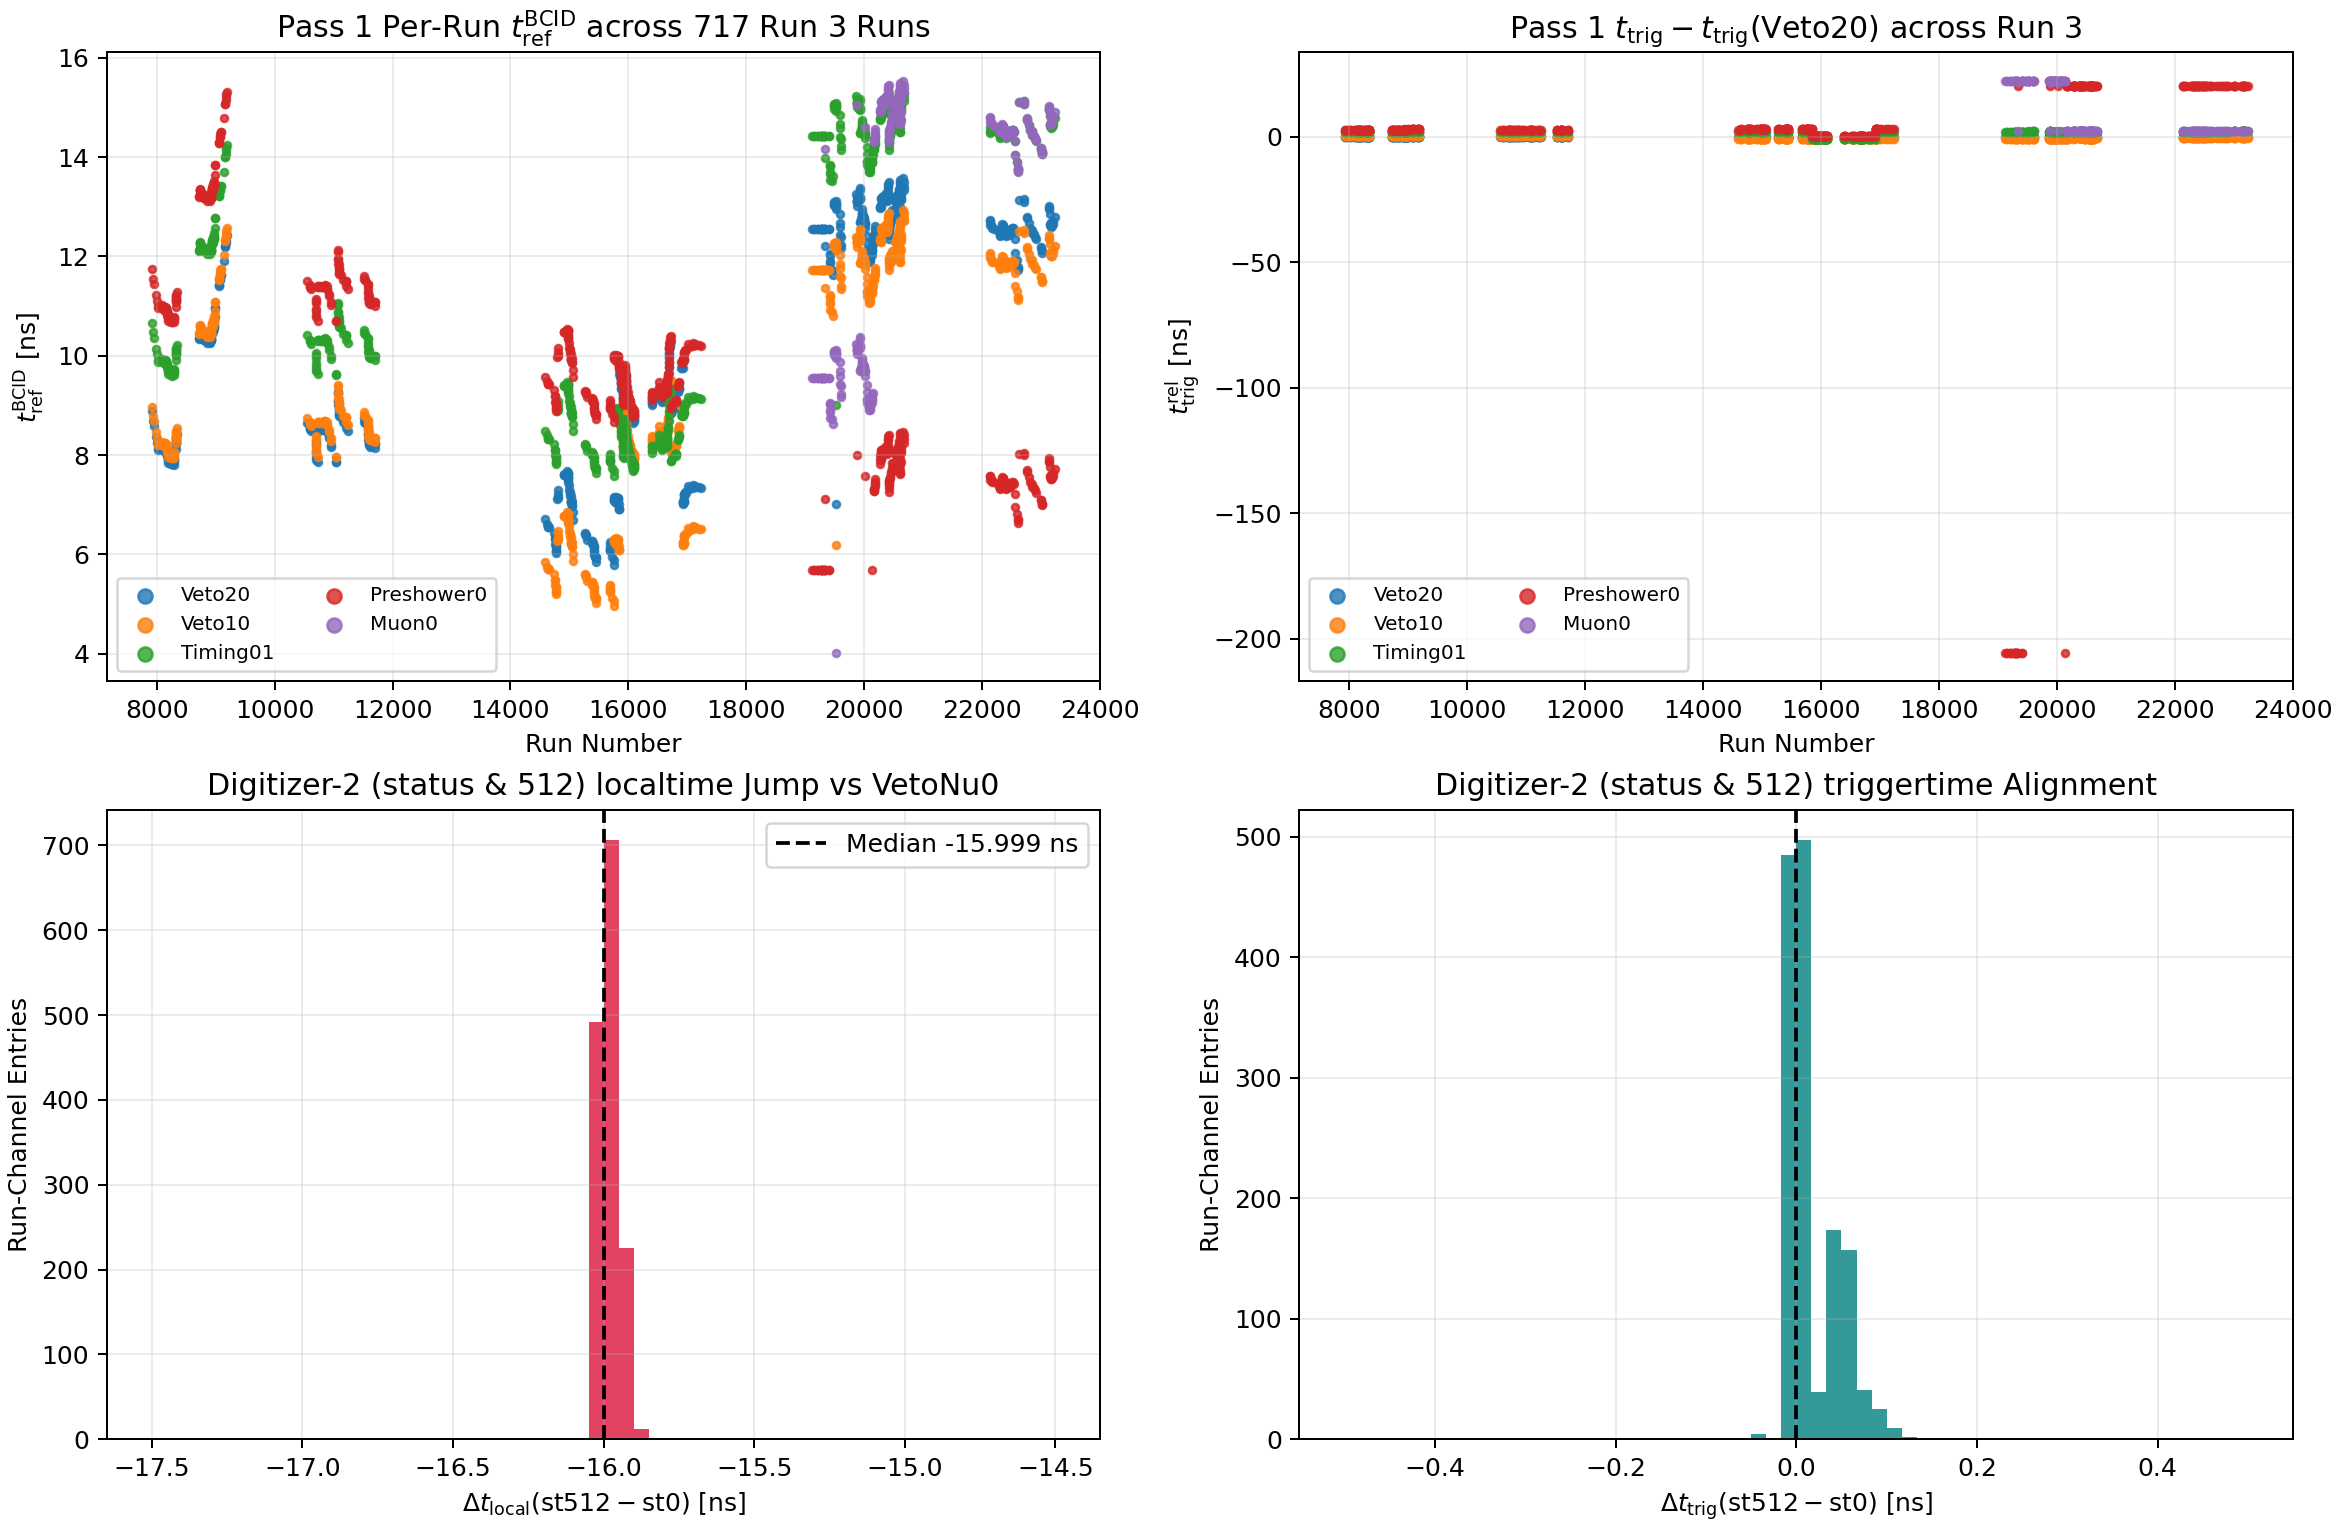 Pass 1 Per-Run t_ref^BCID across 717 Run 3 Runs
t_ref^BCID [ns]
16
14
12
10
8
6
4
Veto20
Veto10
Timing01
Preshower0
Muon0
8000 10000 12000 14000 16000 18000 20000 22000 24000
Run Number
Pass 1 t_trig − t_trig(Veto20) across Run 3
t_trig^rel [ns]
0
−50
−100
−150
−200
Veto20
Veto10
Timing01
Preshower0
Muon0
8000 10000 12000 14000 16000 18000 20000 22000 24000
Run Number
Digitizer-2 (status & 512) localtime Jump vs VetoNu0
Run-Channel Entries
700
600
500
400
300
200
100
0
Median -15.999 ns
−17.5 −17.0 −16.5 −16.0 −15.5 −15.0 −14.5
Δt_local(st512 − st0) [ns]
Digitizer-2 (status & 512) triggertime Alignment
Run-Channel Entries
500
400
300
200
100
0
−0.4 −0.2 0.0 0.2 0.4
Δt_trig(st512 − st0) [ns]